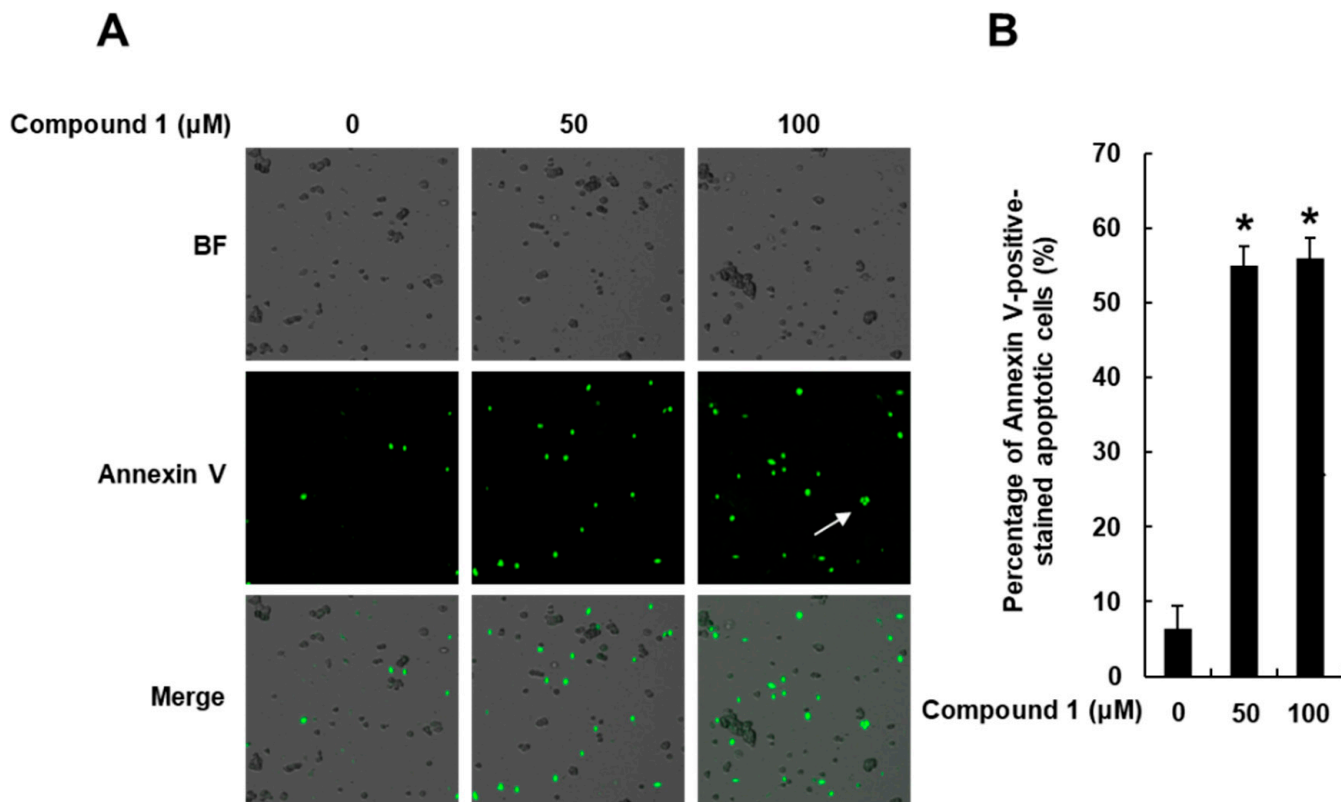 A
B
Compound 1 (µM)
0
50
100
BF
Annexin V
Merge
Percentage of Annexin V-positive-
stained apoptotic cells (%)
70
60
50
40
30
20
10
0
*
*
Compound 1 (µM)
0
50
100